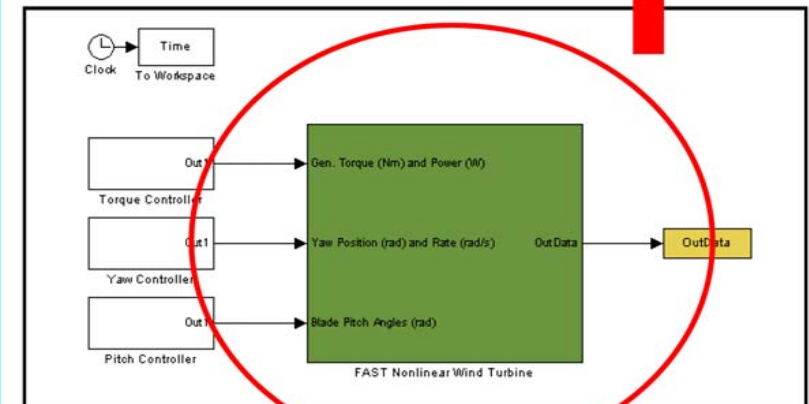 Time
Clock
To Workspace
Out1
Gen. Torque (Nm) and Power (W)
Torque Controller
Out1
Yaw Position (rad) and Rate (rad/s)
OutData
OutData
Yaw Controller
Out1
Blade Pitch Angles (rad)
Pitch Controller
FAST Nonlinear Wind Turbine